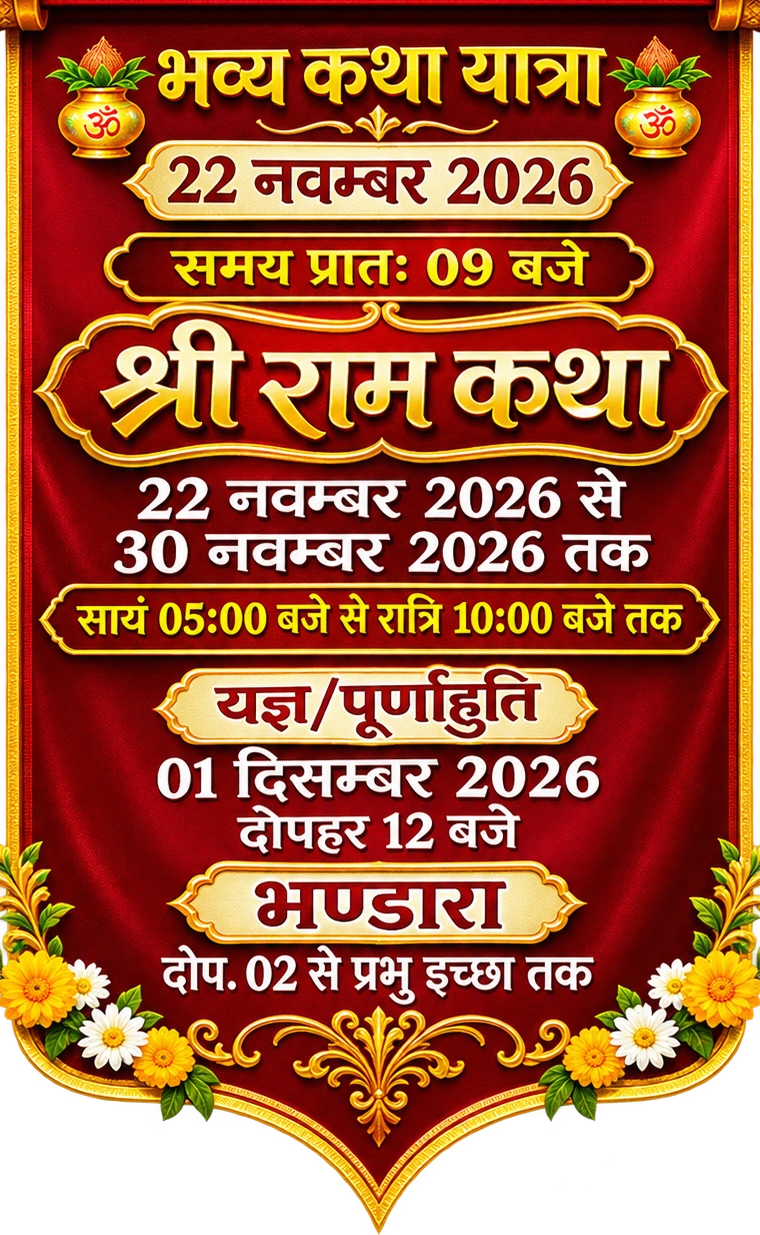 ॐ ॐ
भव्य कथा यात्रा
22 नवम्बर 2026
समय प्रातः 09 बजे
श्री राम कथा
22 नवम्बर 2026 से
30 नवम्बर 2026 तक
सायं 05:00 बजे से रात्रि 10:00 बजे तक
यज्ञ/पूर्णाहुति
01 दिसम्बर 2026
दोपहर 12 बजे
भण्डारा
दोप. 02 से प्रभु इच्छा तक